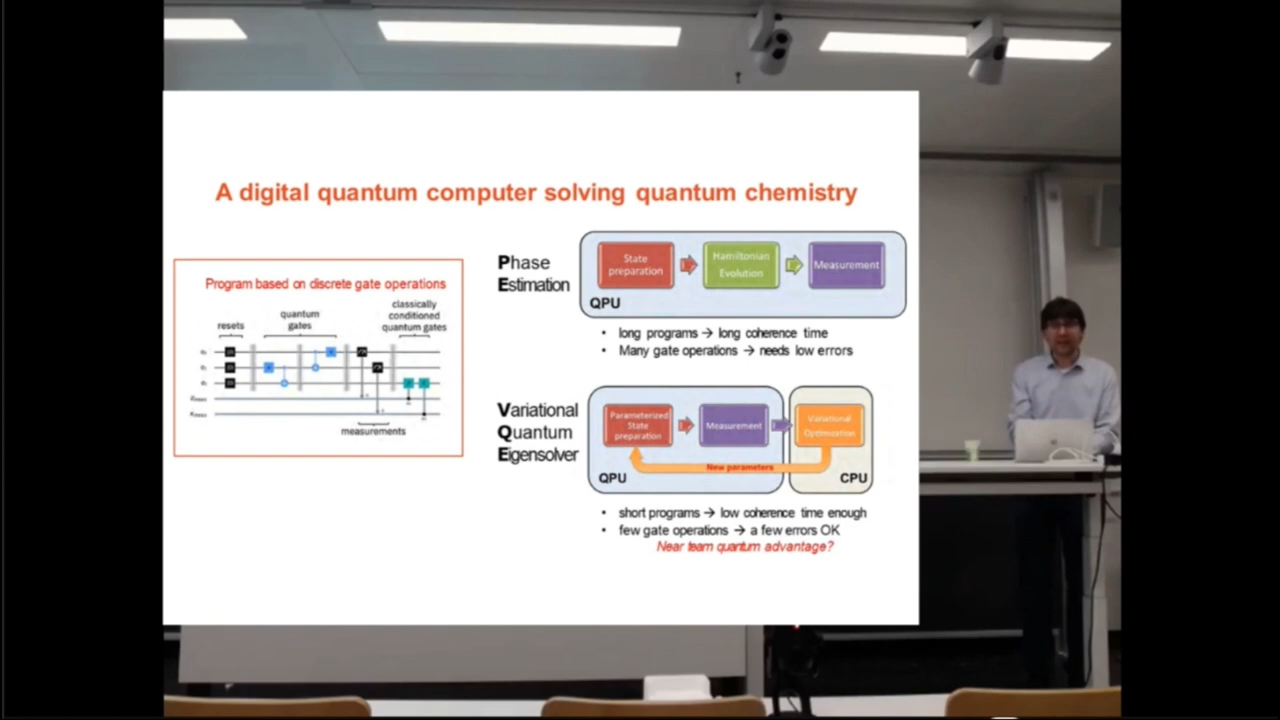 A digital quantum computer solving quantum chemistry
Program based on discrete gate operations
resets
quantum
gates
classically
conditioned
quantum gates
measurements
Phase
Estimation
State
preparation
Hamiltonian
Evolution
Measurement
QPU
• long programs → long coherence time
• Many gate operations → needs low errors
Variational
Quantum
Eigensolver
Parameterized
State
preparation
Measurement
Variational
Optimization
New parameters
QPU
CPU
• short programs → low coherence time enough
• few gate operations → a few errors OK
Near team quantum advantage?